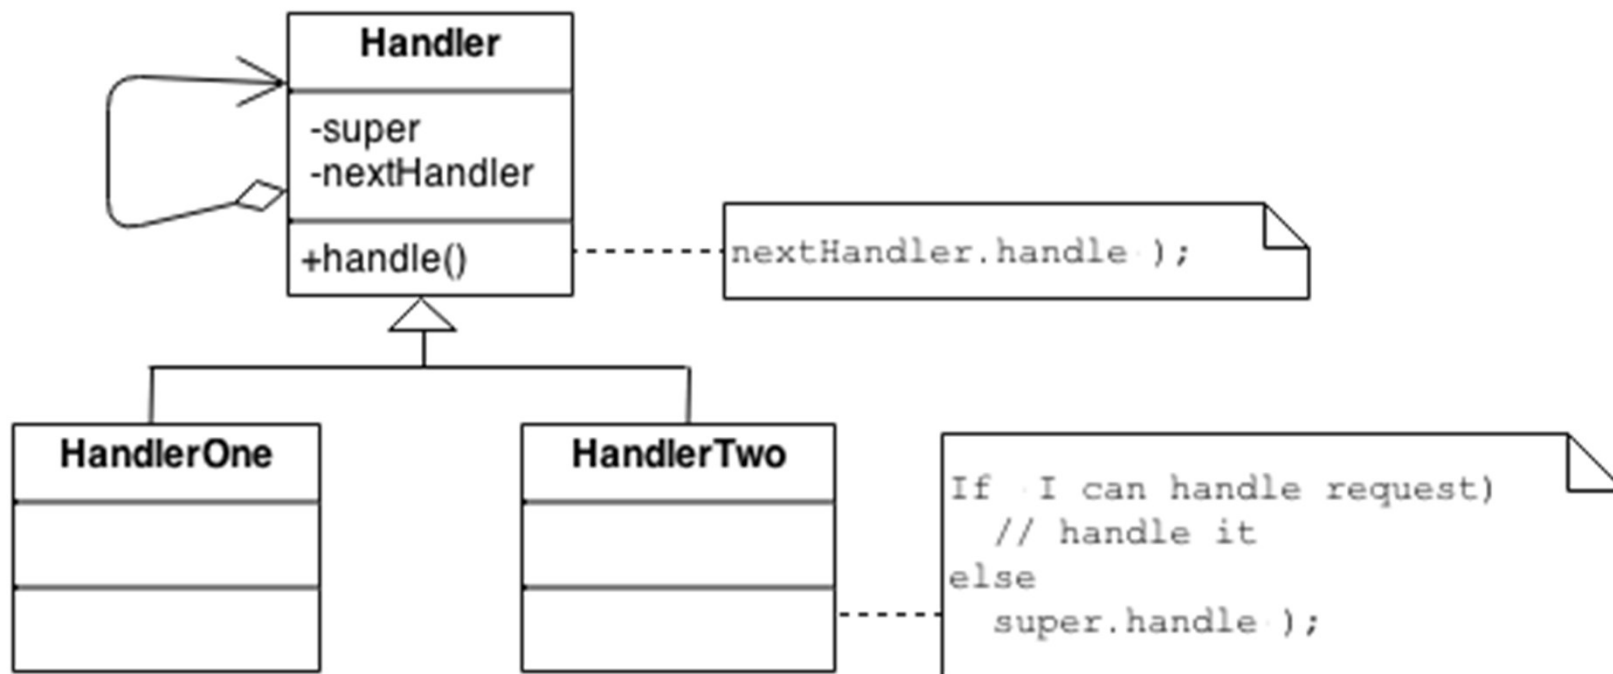 Handler
-super
-nextHandler
+handle()
nextHandler.handle );
HandlerOne
HandlerTwo
If I can handle request)
// handle it
else
super.handle );